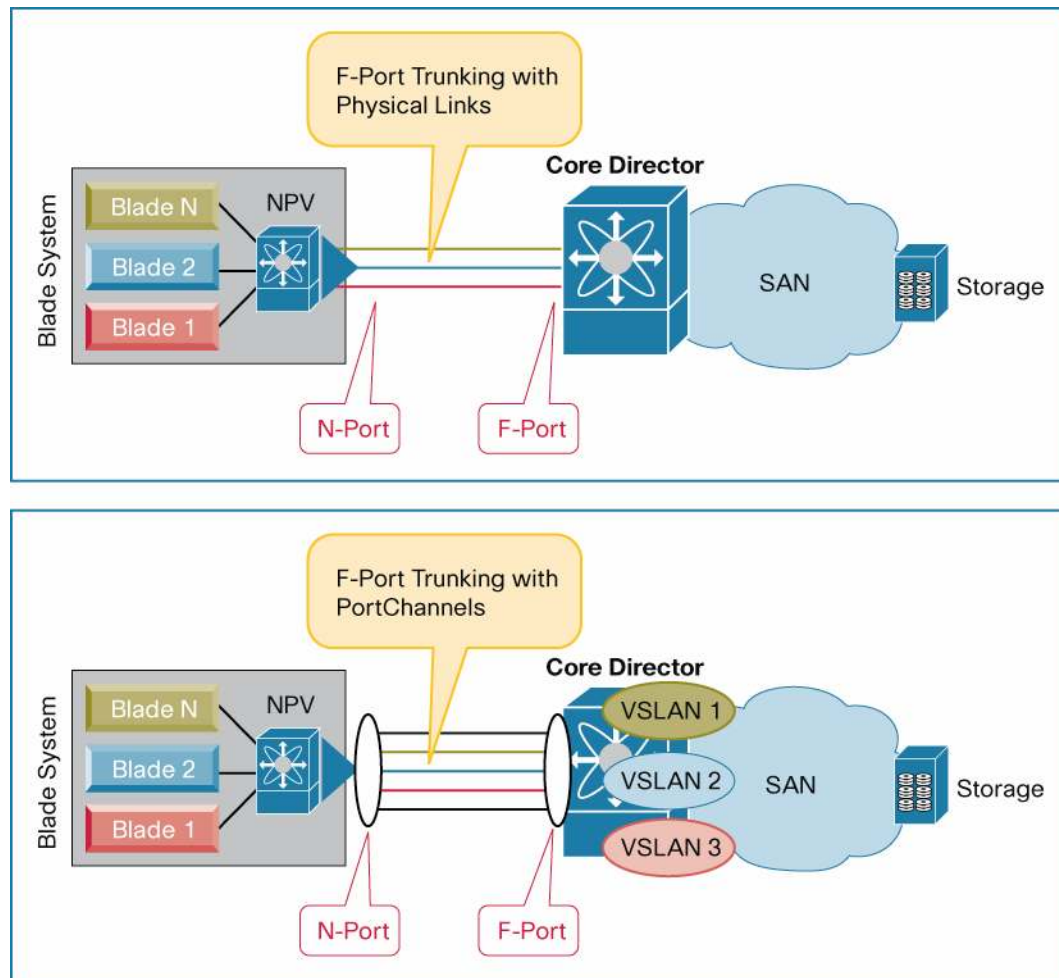 F-Port Trunking with
Physical Links
Core Director
Blade System
Blade N
NPV
Blade 2
Blade 1
SAN
Storage
N-Port
F-Port
F-Port Trunking with
PortChannels
Core Director
Blade System
Blade N
NPV
VSLAN 1
Blade 2
VSLAN 2
SAN
Storage
Blade 1
VSLAN 3
N-Port
F-Port